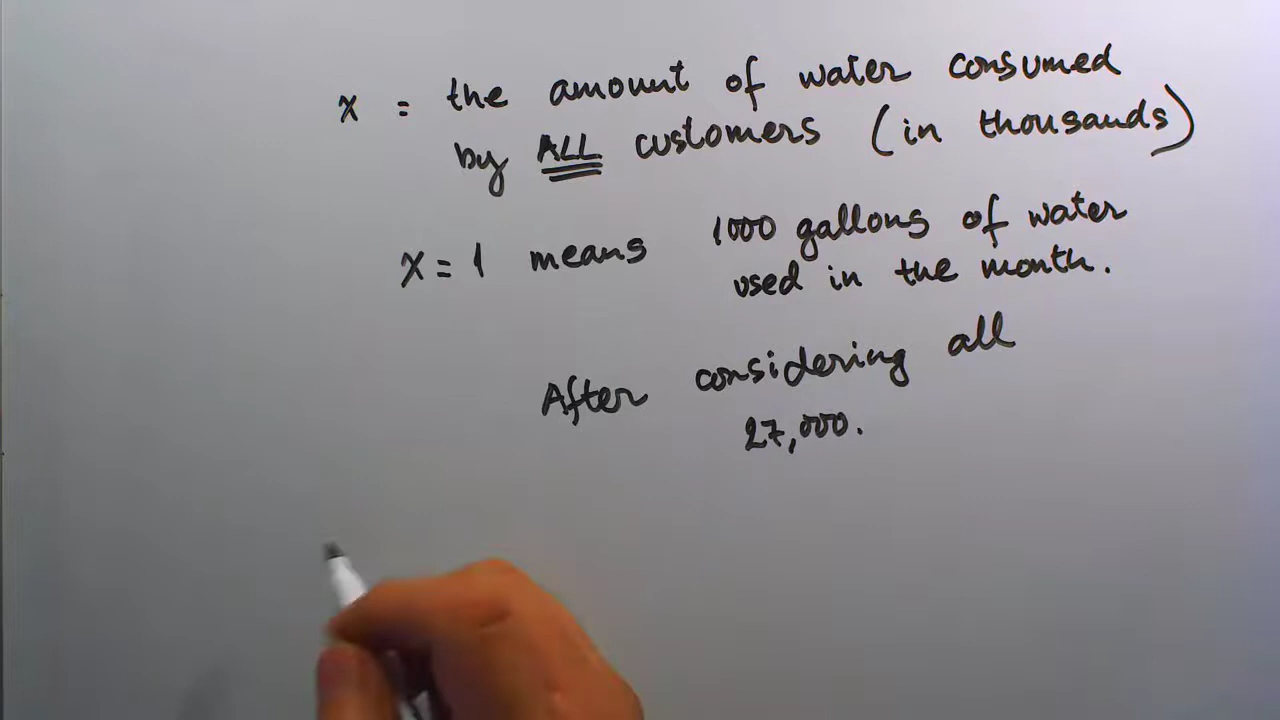 x = the amount of water consumed
by ALL customers (in thousands)
x = 1 means 1000 gallons of water
used in the month.
After considering all
27,000.